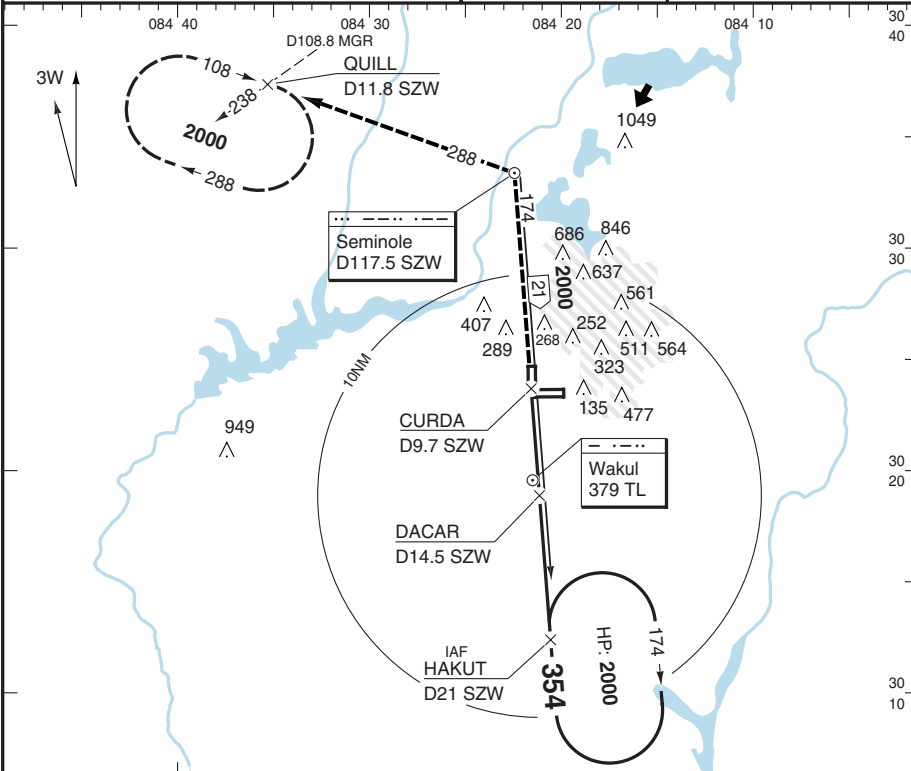 084 40
084 30
084 20
084 10
30
40
D108.8 MGR
QUILL
D11.8 SZW
3W
108
238
2000
288
288
1049
174
Seminole
D117.5 SZW
686
846
637
2000
21
561
407
289
268
252
511
564
323
30
30
10NM
135
477
CURDA
D9.7 SZW
949
Wakul
379 TL
30
20
DACAR
D14.5 SZW
IAF
HAKUT
D21 SZW
354
HP: 2000
174
30
10